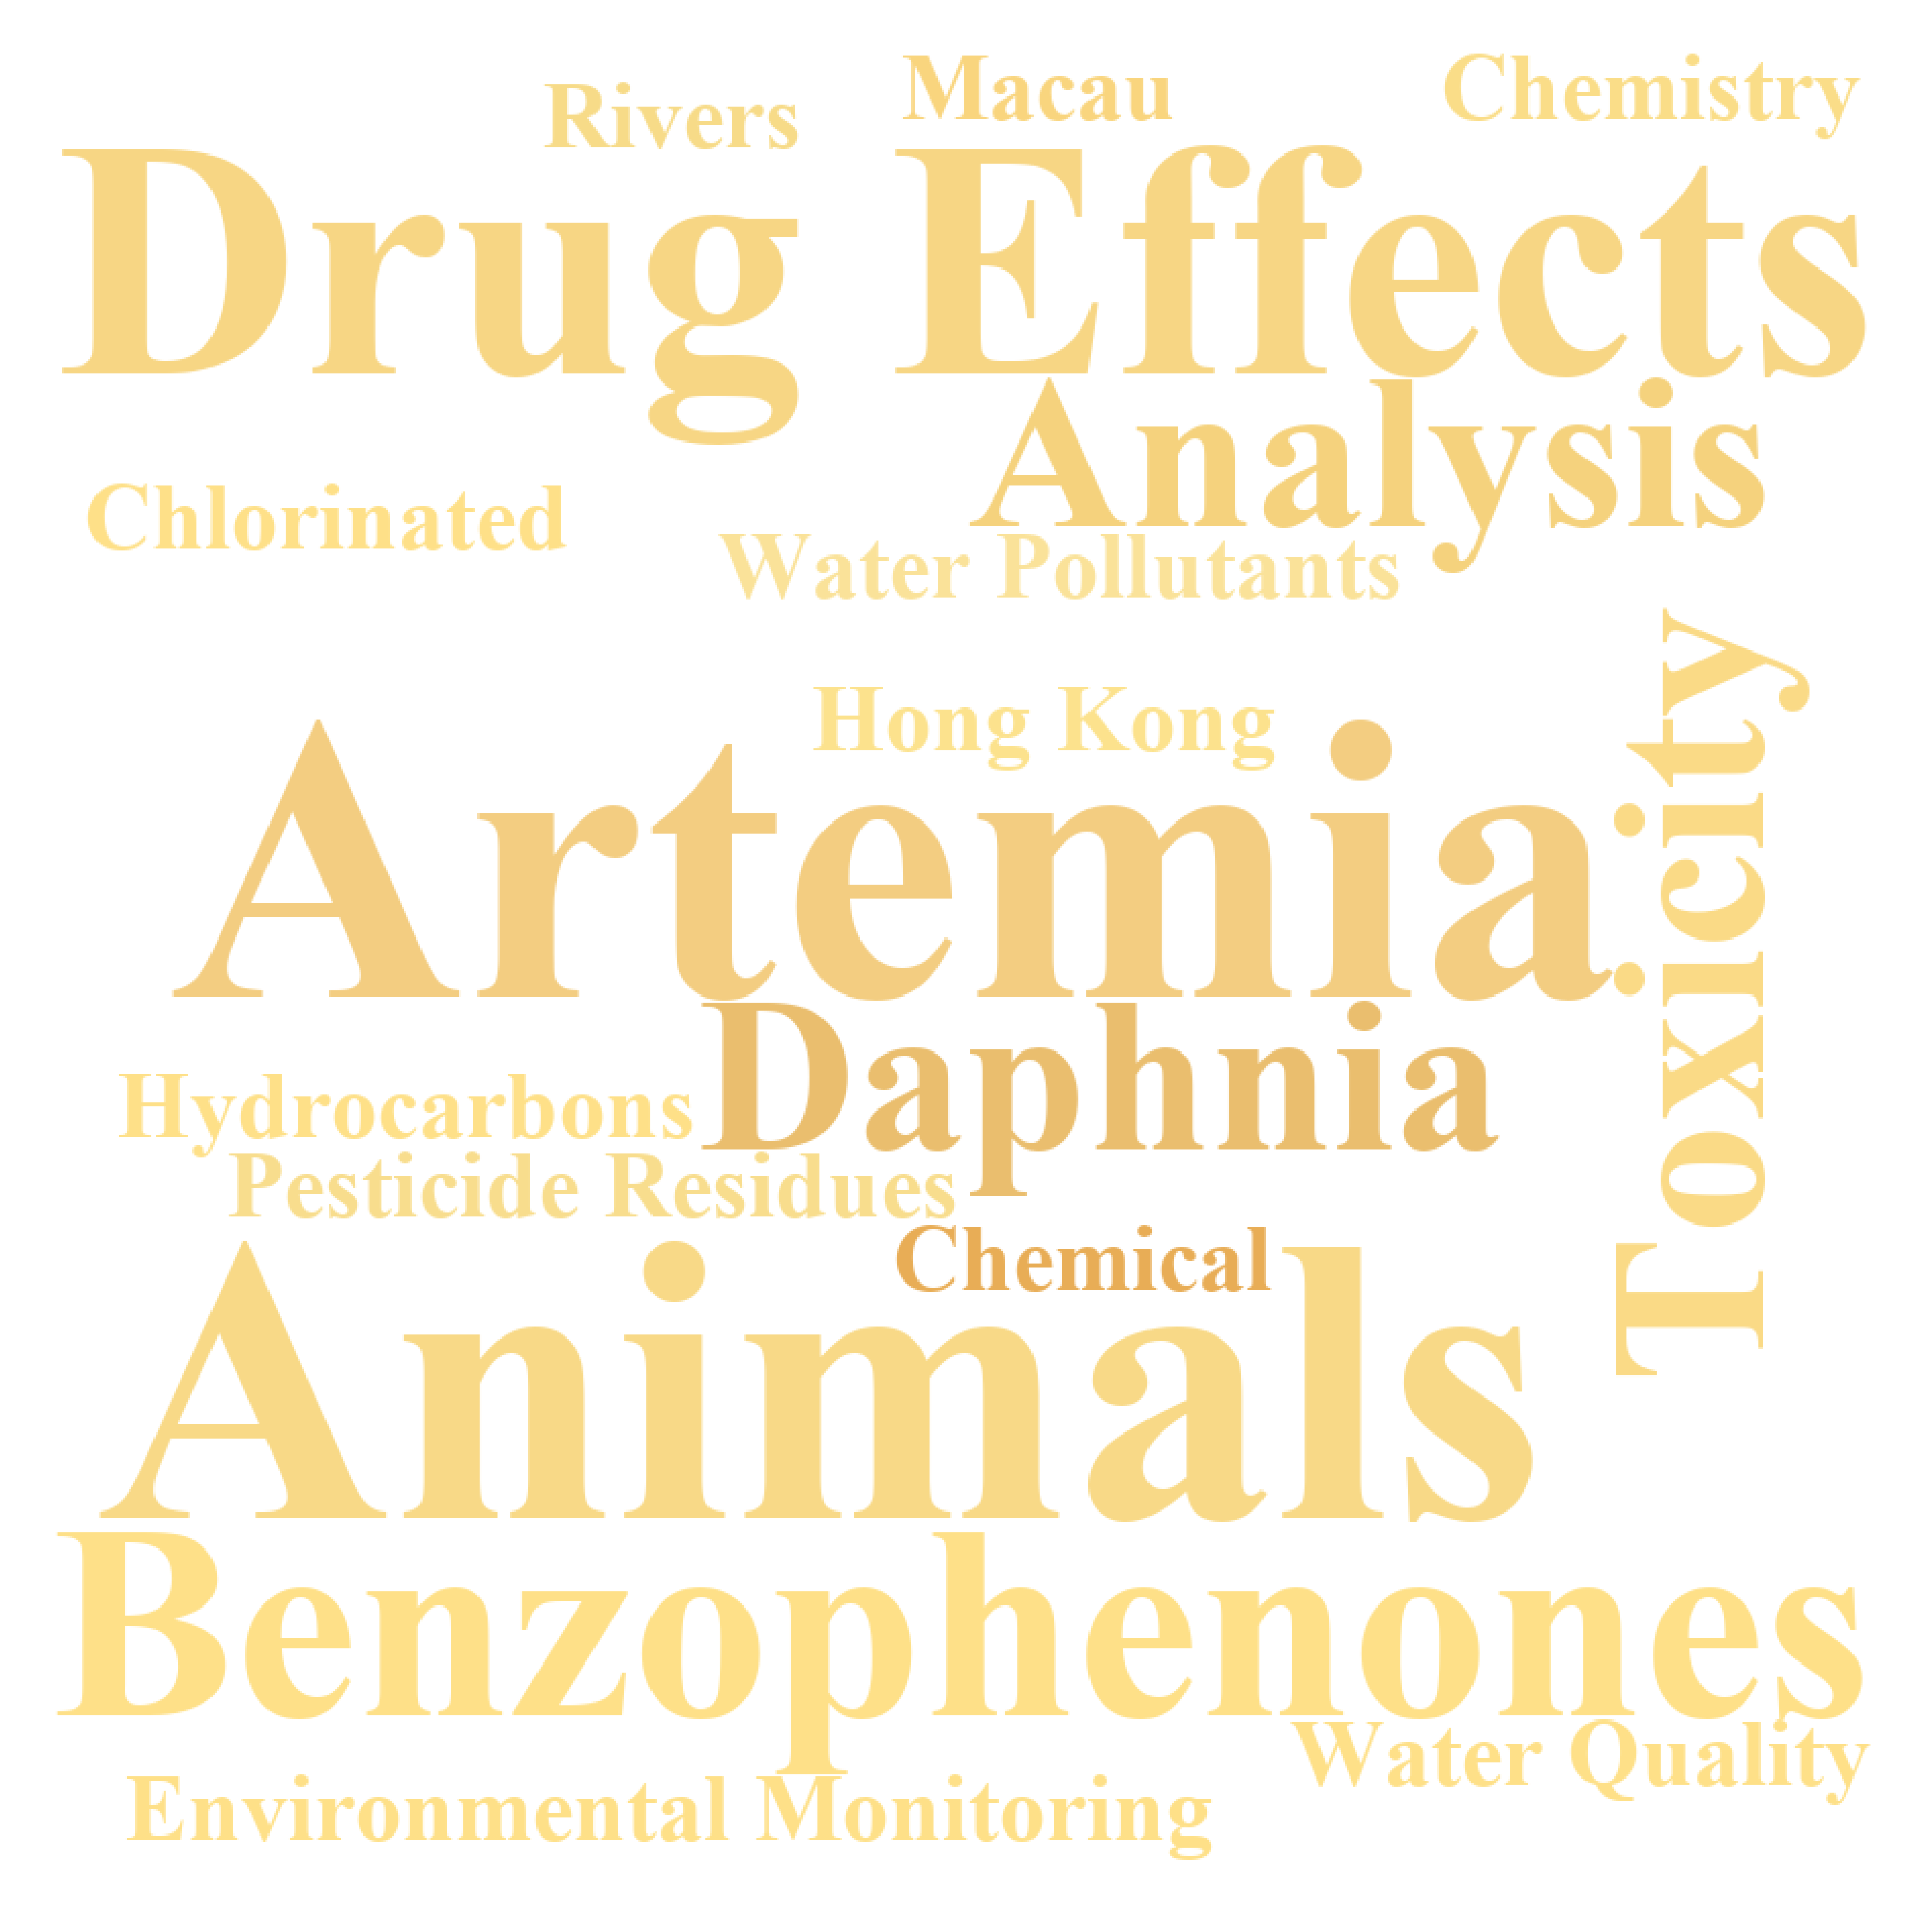 Rivers
Macau
Chemistry
Drug Effects
Analysis
Chlorinated
Water Pollutants
Hong Kong
Artemia
Toxicity
Daphnia
Hydrocarbons
Pesticide Residues
Chemical
Animals
Benzophenones
Water Quality
Environmental Monitoring